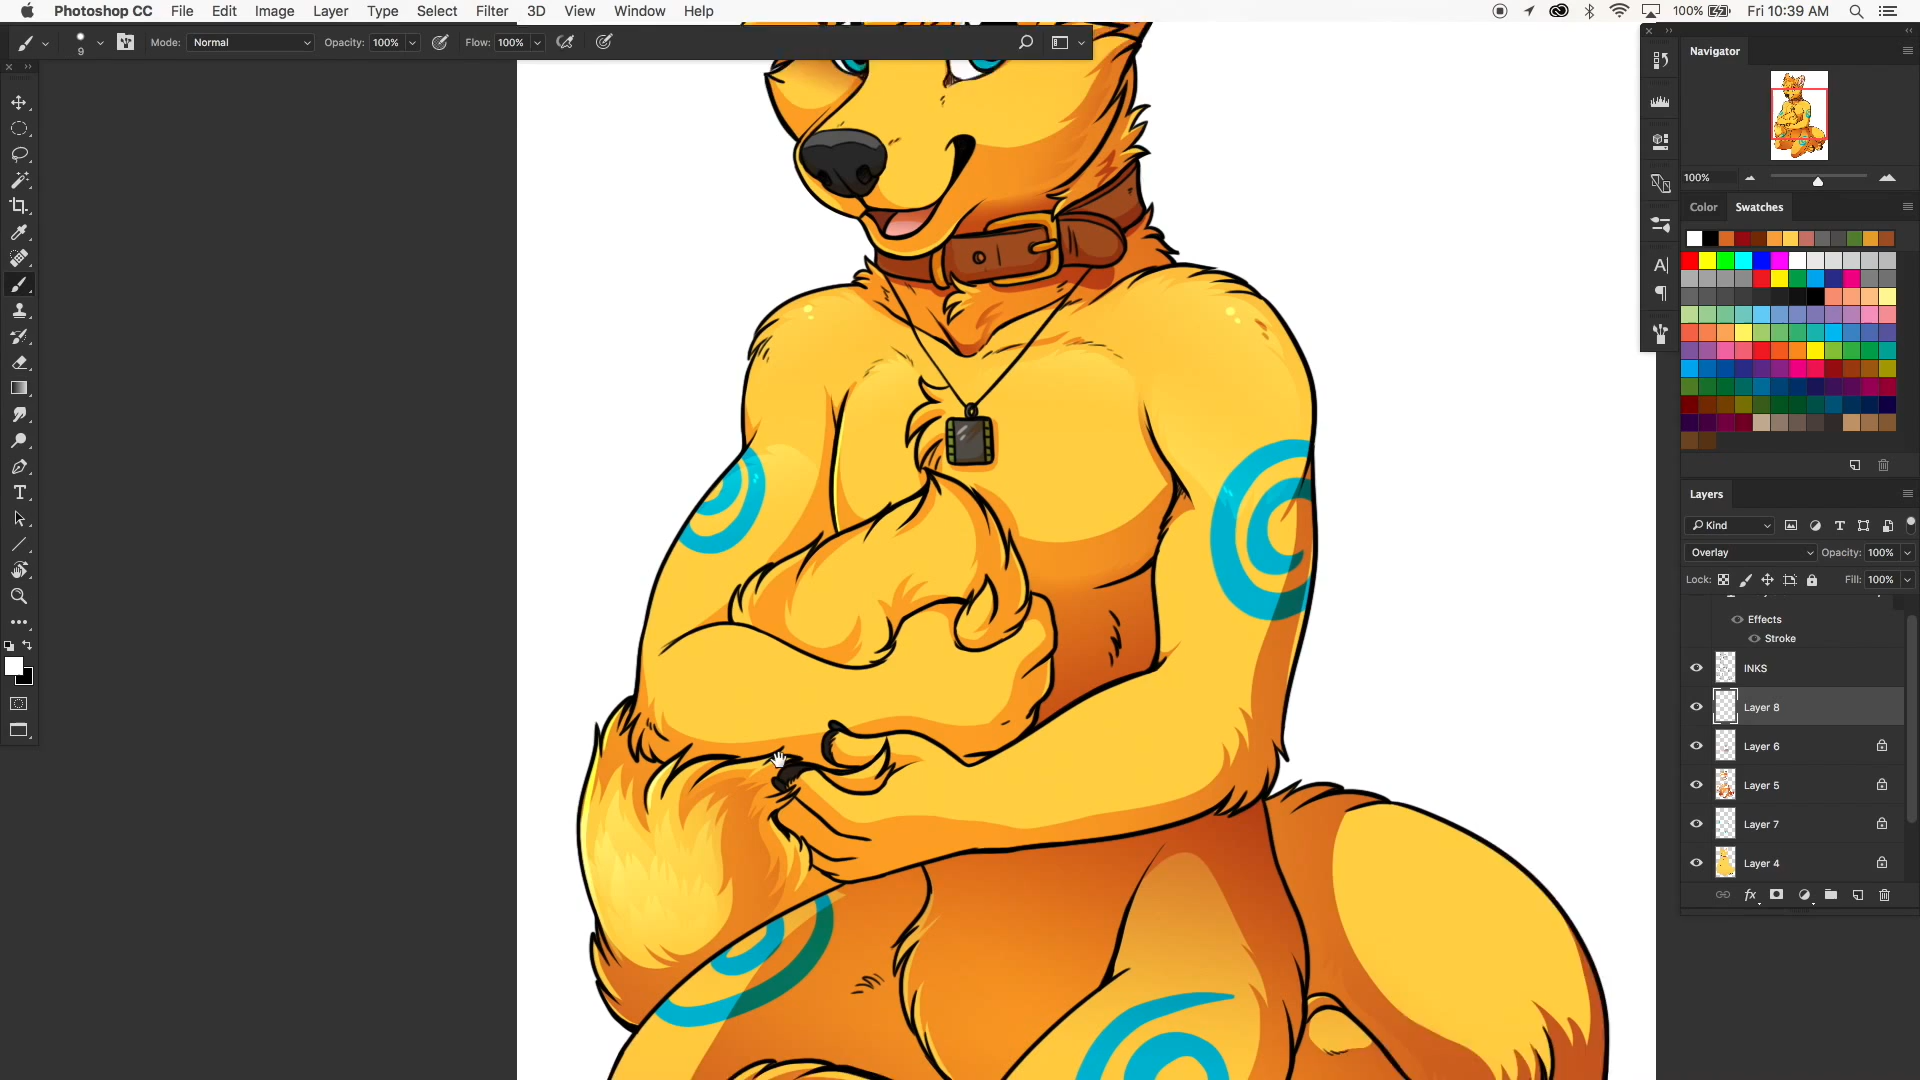 Photoshop CC File Edit Image Layer Type Select Filter 3D View Window Help 100% Fri 10:39 AM
9 Mode: Normal Opacity: 100% Flow: 100%
Navigator
100%
Color Swatches
Layers
Kind
Overlay Opacity: 100%
Lock: Fill: 100%
Effects
Stroke
INKS
Layer 8
Layer 6
Layer 5
Layer 7
Layer 4